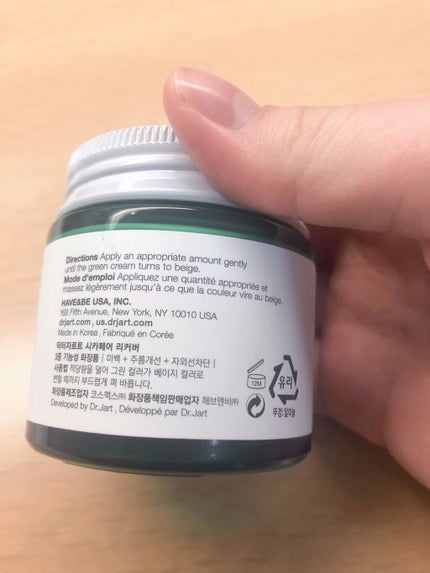 Directions Apply an appropriate amount gently
until the green cream turns to beige.
Mode d'emploi Appliquez une quantité appropriée et
massez légèrement jusqu'à ce que la couleur vire au beige.
HAVE&BE USA, INC.
168 Fifth Avenue, New York, NY 10010 USA
drjart.com, us.drjart.com
Made in Korea, Fabriqué en Corée
닥터자르트 시카페어 리커버
3중 기능성 화장품 | 미백 + 주름개선 + 자외선차단 |
사용법 적당량을 덜어 그린 컬러가 베이지 컬러로
변할 때까지 부드럽게 펴 바릅니다.
화장품제조업자 코스맥스㈜ 화장품책임판매업자 해브앤비㈜
Developed by Dr.Jart, Développé par Dr.Jart
12M
유리
뚜껑:알미늄